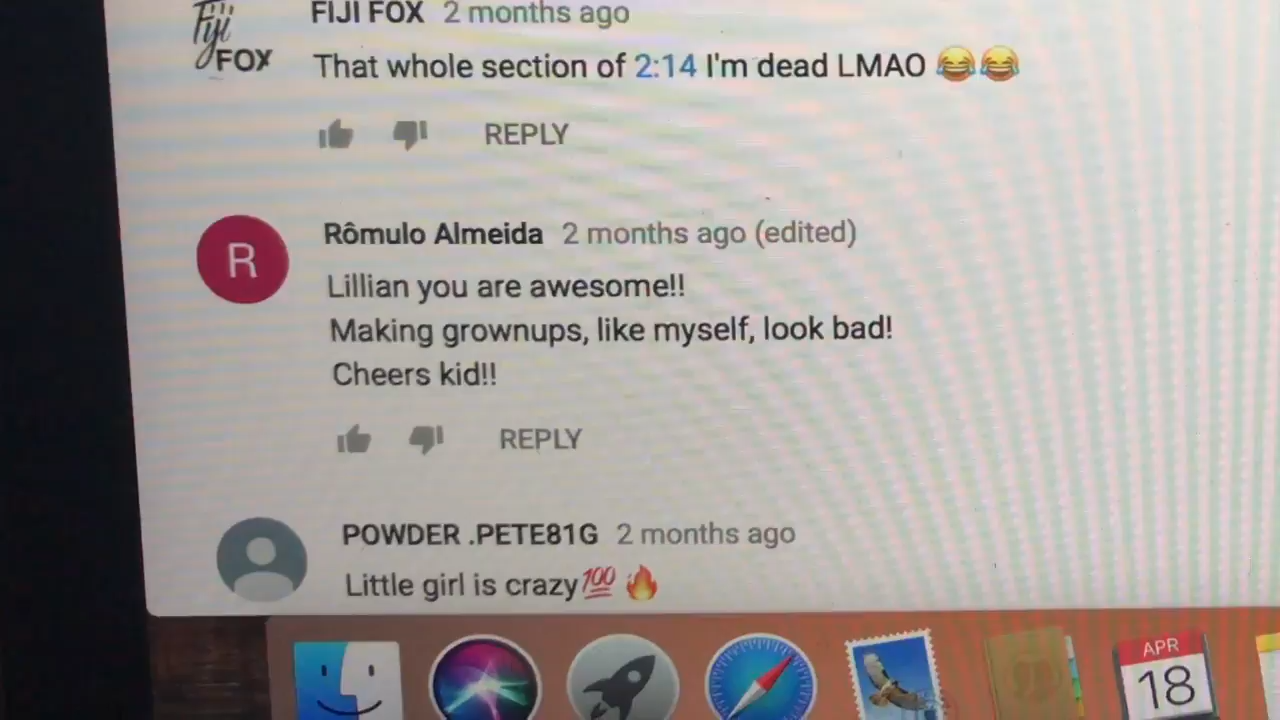 Fiji
FOX
FIJI FOX 2 months ago
That whole section of 2:14 I'm dead LMAO 😂😂
REPLY
R
Rômulo Almeida 2 months ago (edited)
Lillian you are awesome!!
Making grownups, like myself, look bad!
Cheers kid!!
REPLY
POWDER .PETE81G 2 months ago
Little girl is crazy💯 🔥
APR
18